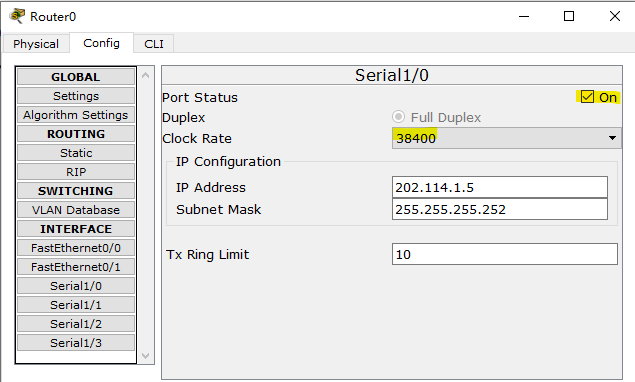 Router0
Physical Config CLI
GLOBAL
Settings
Algorithm Settings
ROUTING
Static
RIP
SWITCHING
VLAN Database
INTERFACE
FastEthernet0/0
FastEthernet0/1
Serial1/0
Serial1/1
Serial1/2
Serial1/3
Serial1/0
Port Status On
Duplex Full Duplex
Clock Rate 38400
IP Configuration
IP Address 202.114.1.5
Subnet Mask 255.255.255.252
Tx Ring Limit 10